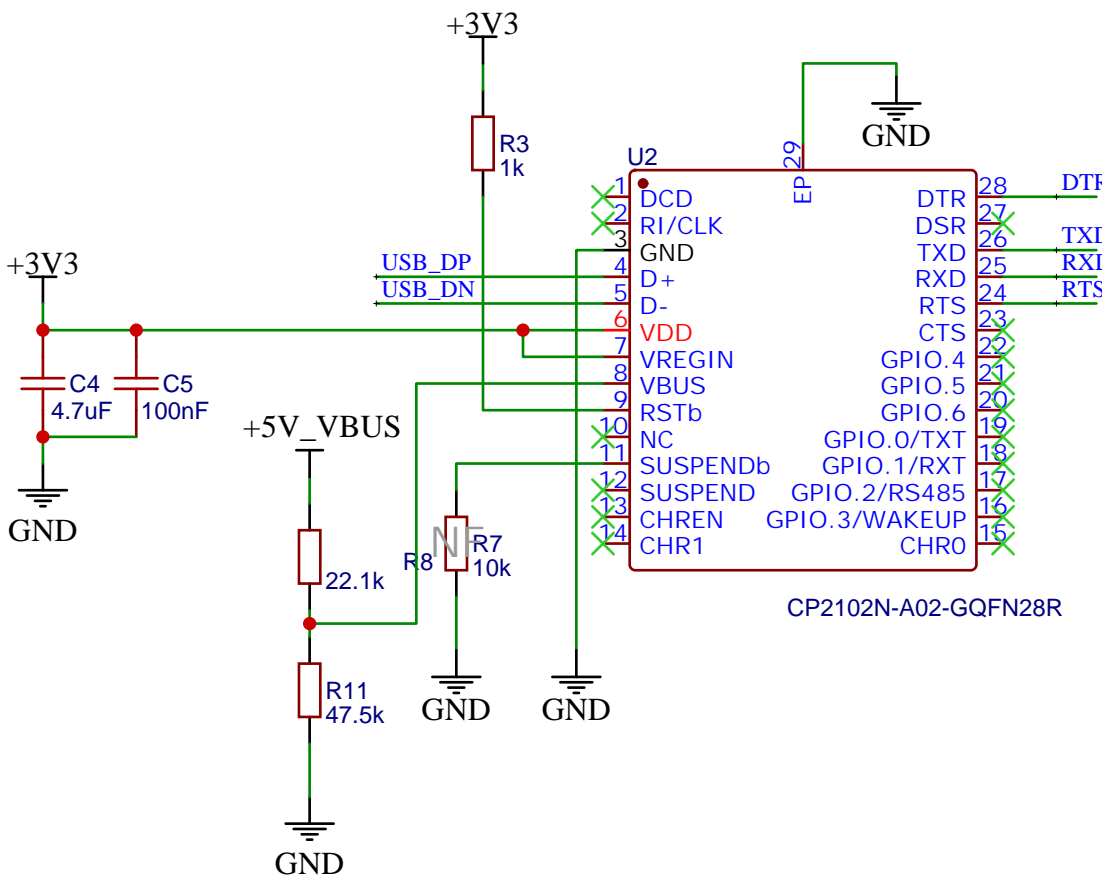 +3V3
R3
1k
GND
U2
EP 29
1 DCD
2 RI/CLK
3 GND
4 D+
5 D-
6 VDD
7 VREGIN
8 VBUS
9 RSTb
10 NC
11 SUSPENDb
12 SUSPEND
13 CHREN
14 CHR1
DTR 28 DTR
DSR 27
TXD 26 TXD
RXD 25 RXD
RTS 24 RTS
CTS 23
GPIO.4 22
GPIO.5 21
GPIO.6 20
GPIO.0/TXT 19
GPIO.1/RXT 18
GPIO.2/RS485 17
GPIO.3/WAKEUP 16
CHR0 15
CP2102N-A02-GQFN28R
USB_DP
USB_DN
+3V3
C4
4.7uF
C5
100nF
GND
+5V_VBUS
22.1k
R8
NF
R7
10k
R11
47.5k
GND
GND
GND